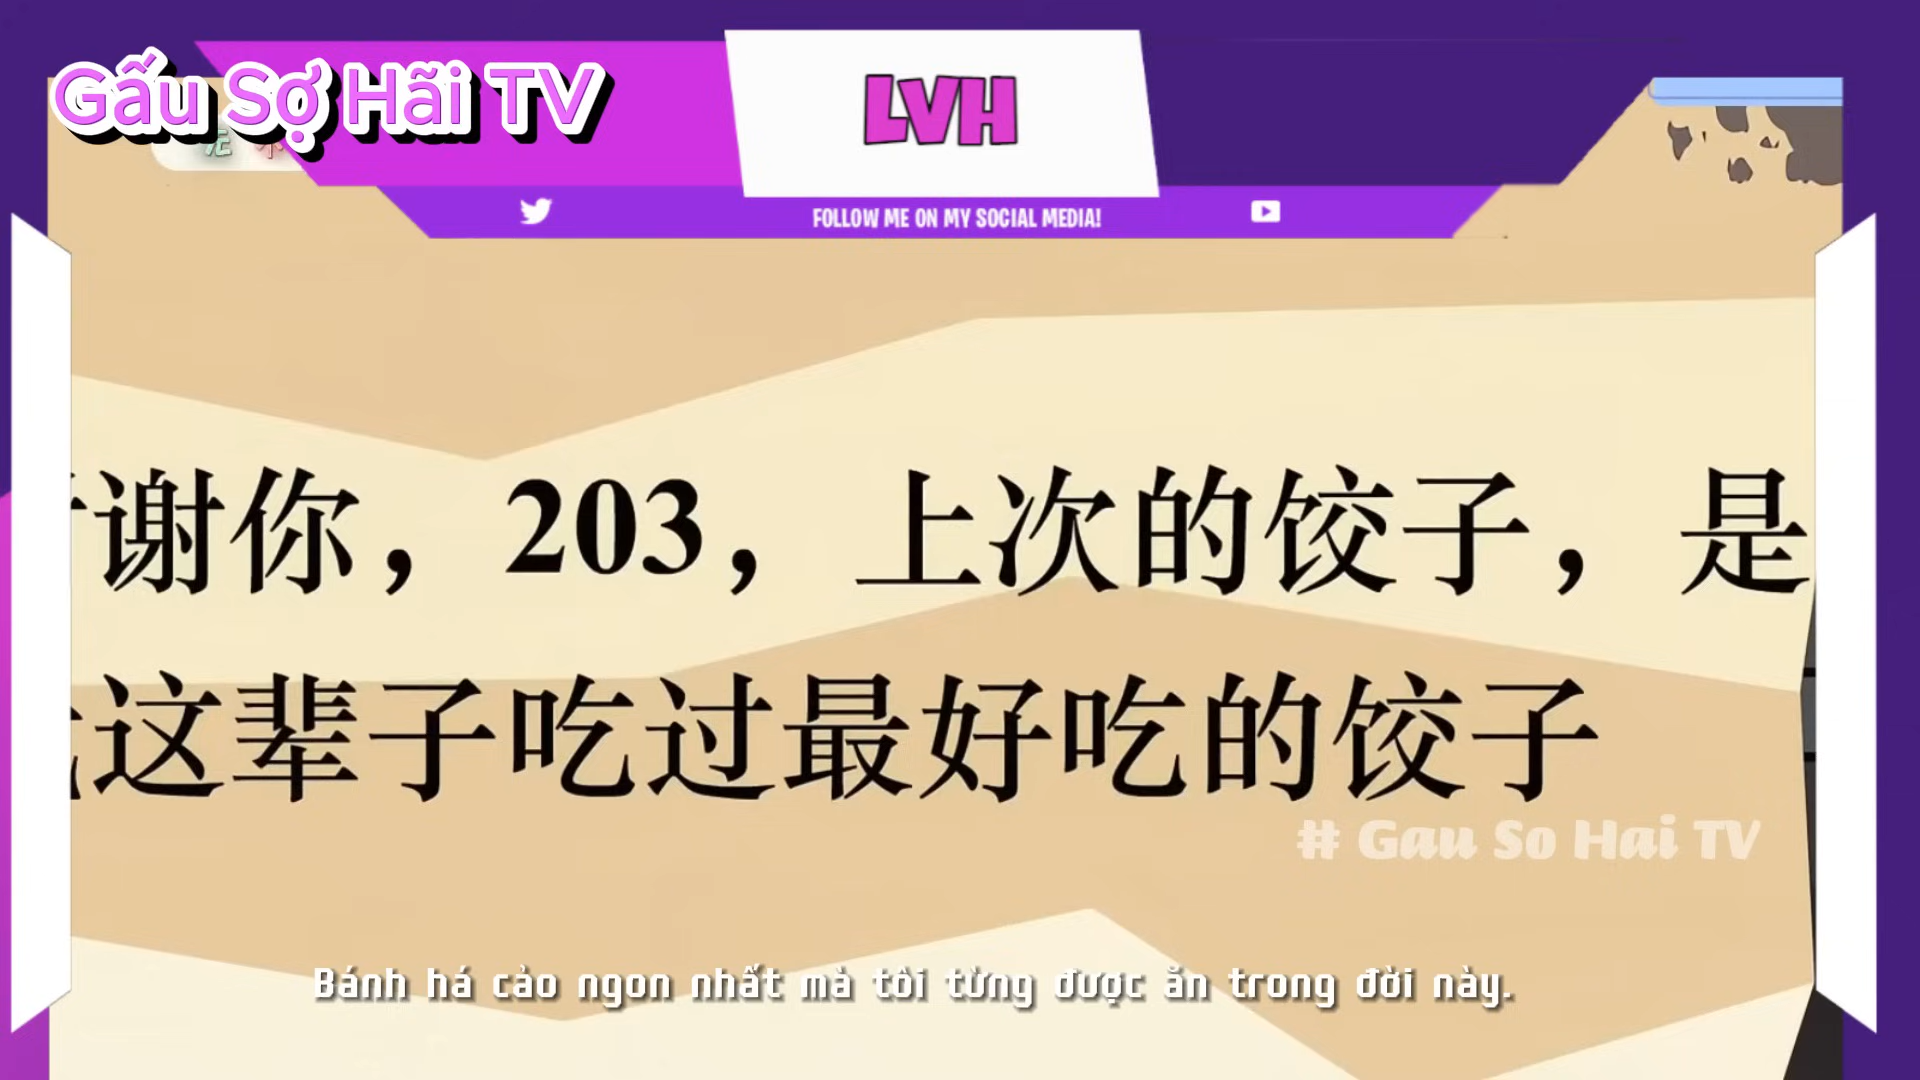 Gấu Sợ Hãi TV
LVH
FOLLOW ME ON MY SOCIAL MEDIA!
谢你，203，上次的饺子，是
这辈子吃过最好吃的饺子
# Gau So Hai TV
Bánh há cảo ngon nhất mà tôi từng được ăn trong đời này.